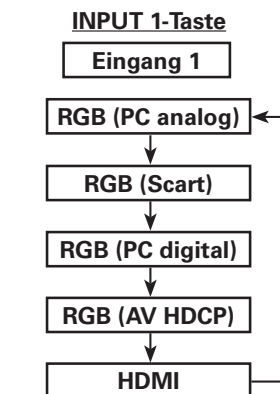 INPUT 1-Taste
Eingang 1
RGB (PC analog)
RGB (Scart)
RGB (PC digital)
RGB (AV HDCP)
HDMI